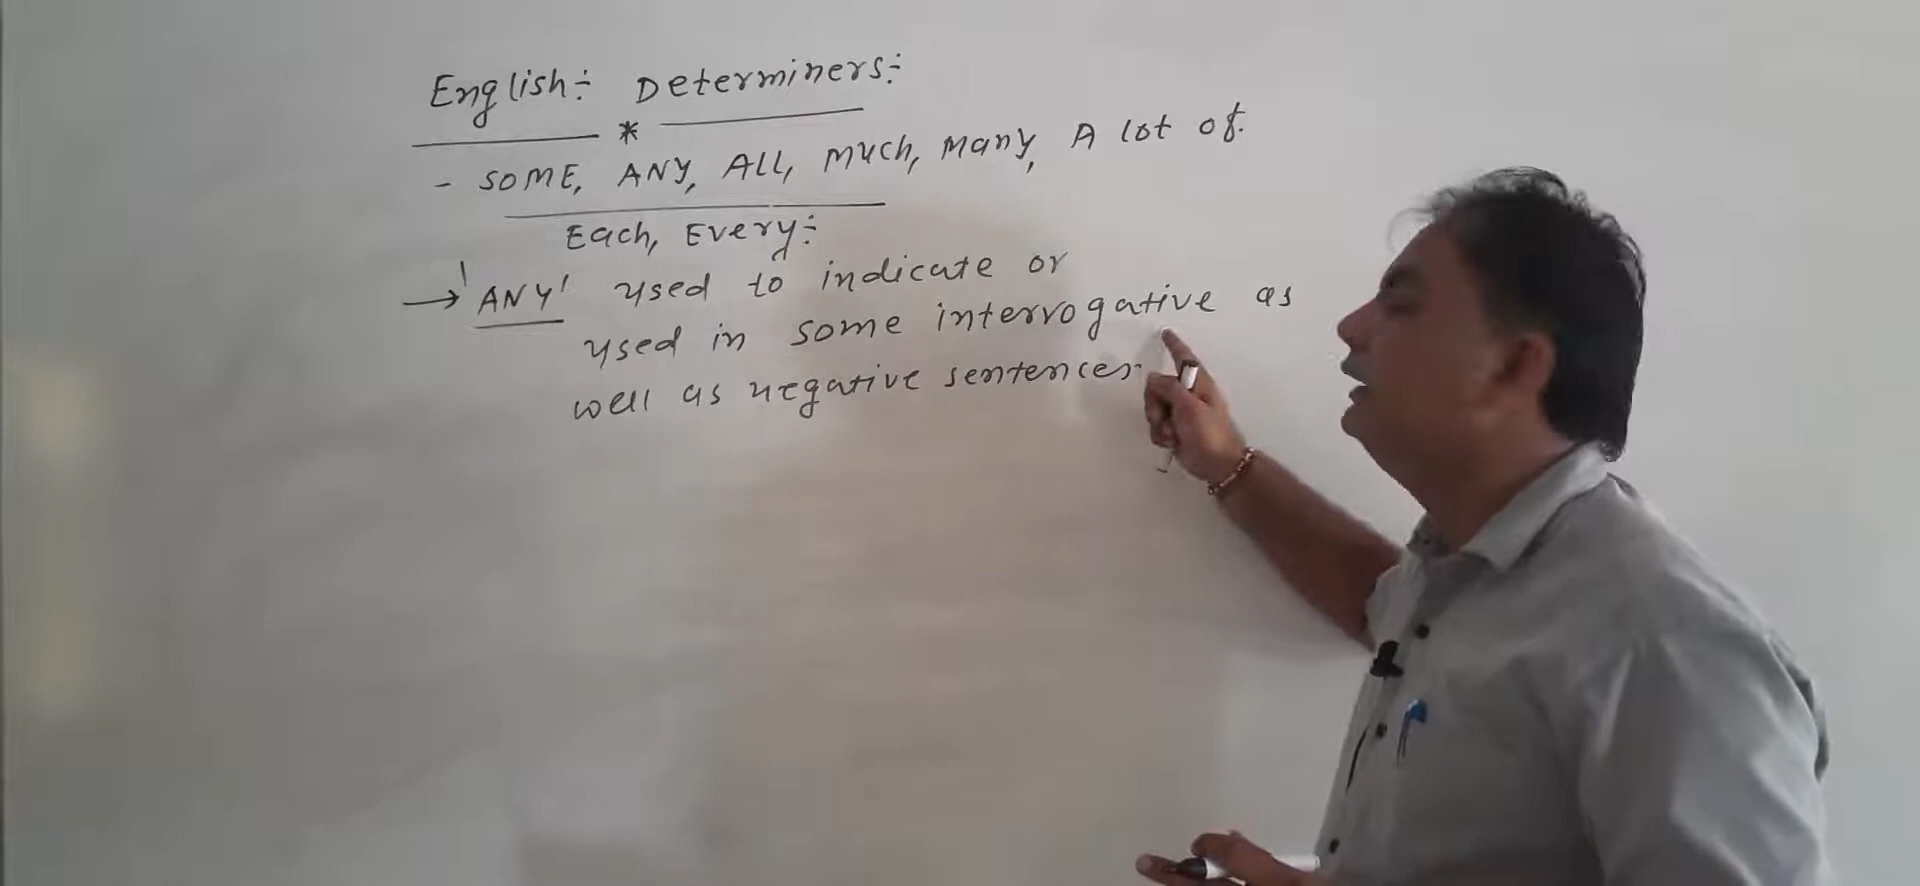 English:- Determiners:-
*
- SOME, ANY, ALL, Much, Many, A lot of.
Each, Every:-
→ 'ANY' used to indicate or
used in some interrogative as
well as negative sentences.